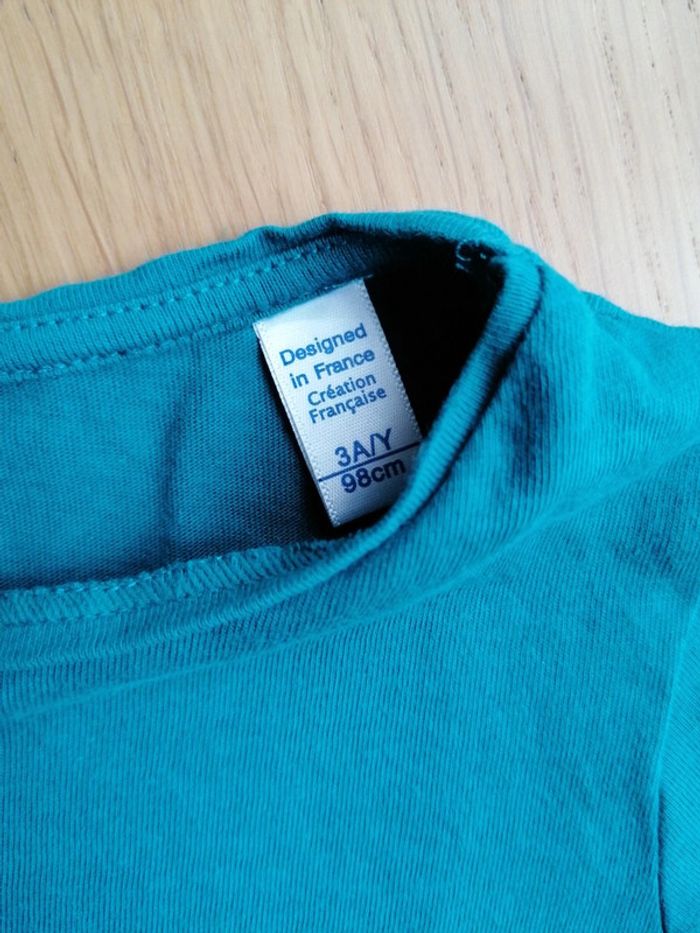 Designed
in France
Création
Française
3A/Y
98cm